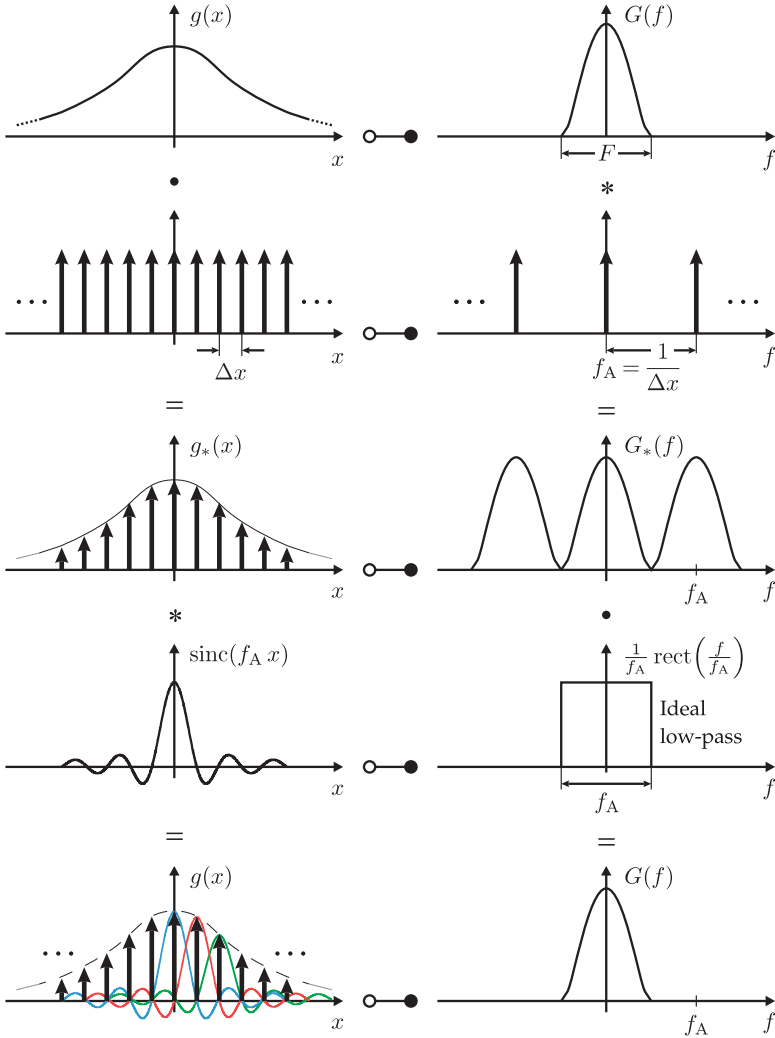 g(x) G(f)
x F f
• *
... ... ... ...
x f
Δx f_A = 1/Δx
= =
g_*(x) G_*(f)
x f_A f
* •
sinc(f_A x) 1/f_A rect(f/f_A)
Ideal
low-pass
x f_A f
= =
g(x) G(f)
... ...
x f_A f